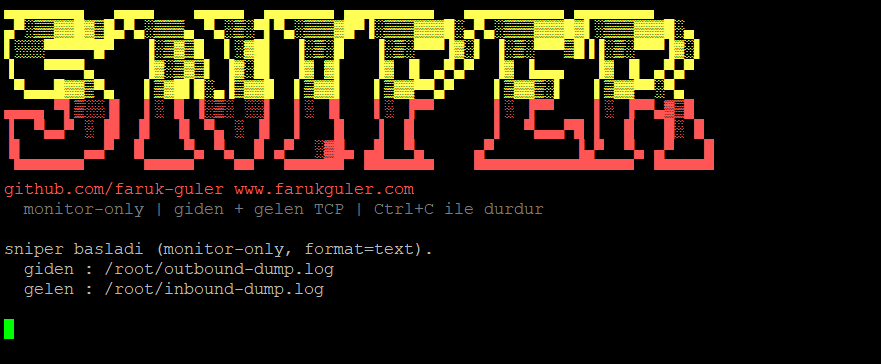 SNIPER
github.com/faruk-guler www.farukguler.com
monitor-only | giden + gelen TCP | Ctrl+C ile durdur
sniper basladi (monitor-only, format=text).
giden : /root/outbound-dump.log
gelen : /root/inbound-dump.log